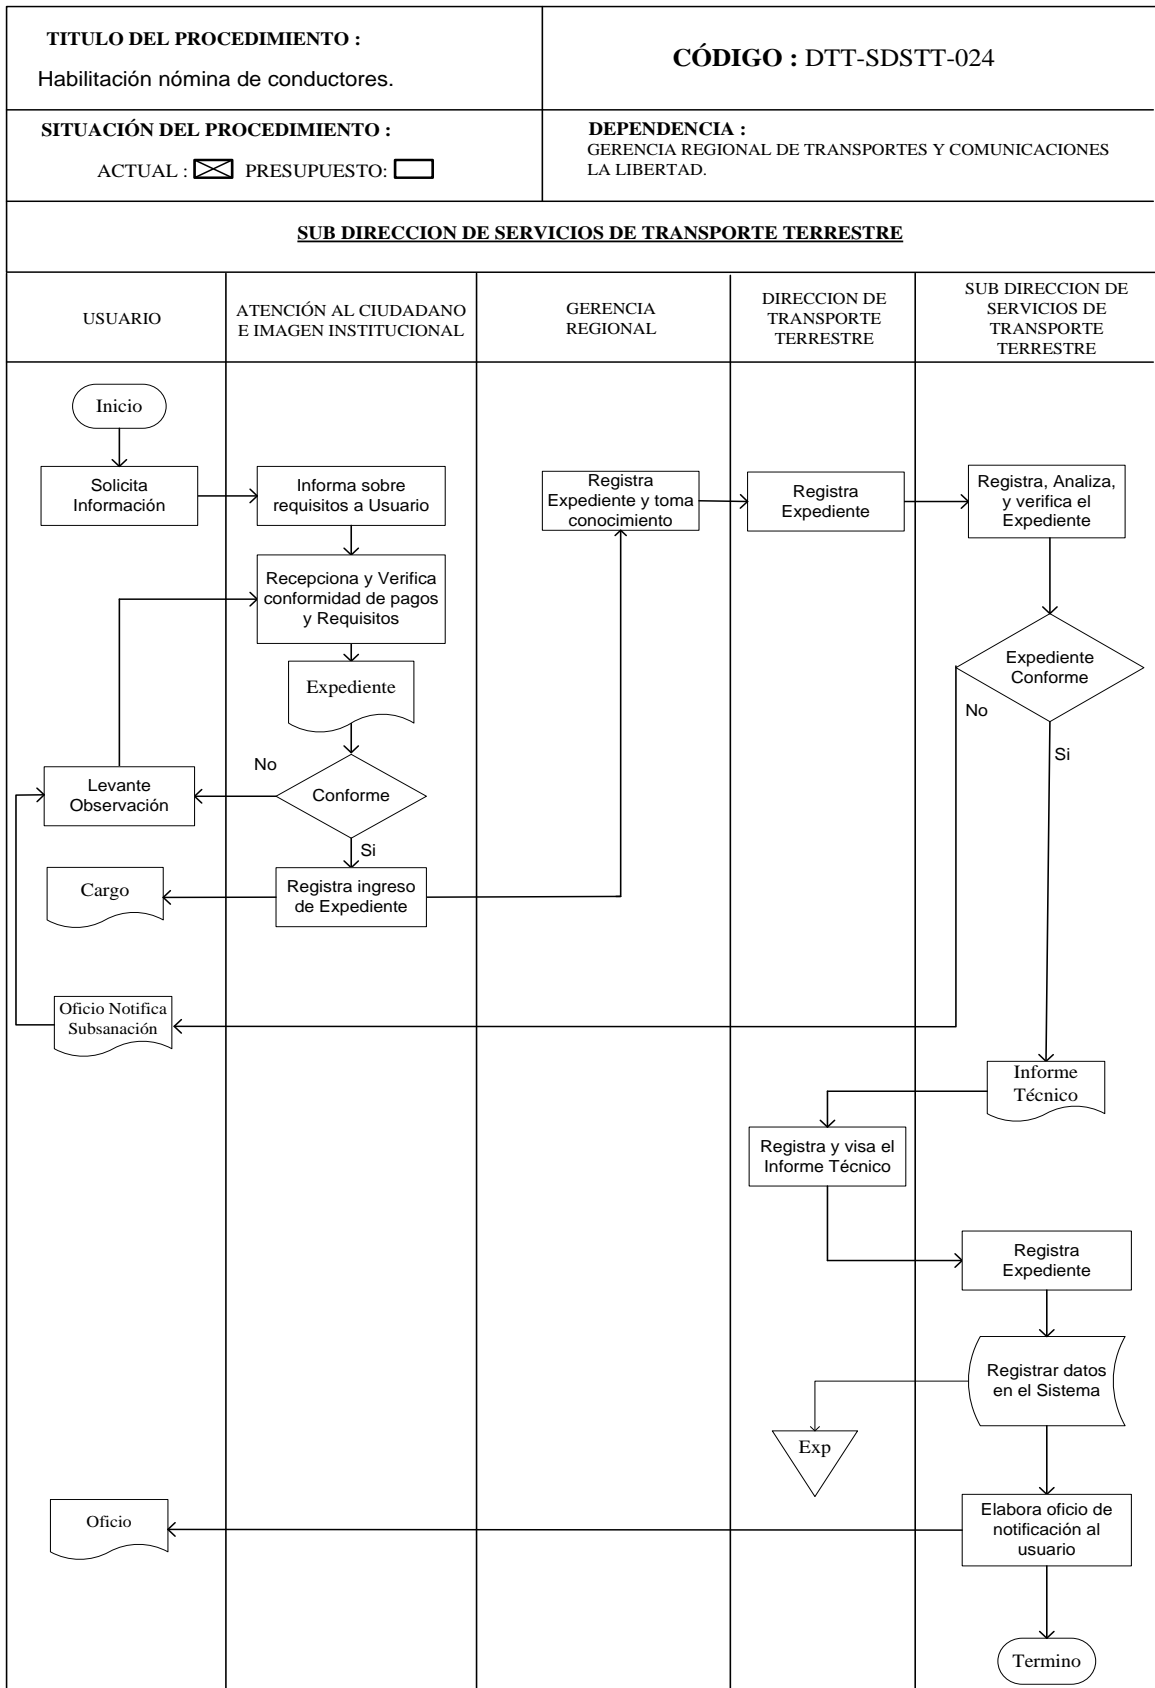 TITULO DEL PROCEDIMIENTO :
Habilitación nómina de conductores.
CÓDIGO : DTT-SDSTT-024
SITUACIÓN DEL PROCEDIMIENTO :
ACTUAL : PRESUPUESTO:
DEPENDENCIA :
GERENCIA REGIONAL DE TRANSPORTES Y COMUNICACIONES
LA LIBERTAD.
SUB DIRECCION DE SERVICIOS DE TRANSPORTE TERRESTRE
USUARIO
ATENCIÓN AL CIUDADANO
E IMAGEN INSTITUCIONAL
GERENCIA
REGIONAL
DIRECCION DE
TRANSPORTE
TERRESTRE
SUB DIRECCION DE
SERVICIOS DE
TRANSPORTE
TERRESTRE
Inicio
Solicita
Información
Informa sobre
requisitos a Usuario
Registra
Expediente y toma
conocimiento
Registra
Expediente
Registra, Analiza,
y verifica el
Expediente
Recepciona y Verifica
conformidad de pagos
y Requisitos
Expediente
Expediente
Conforme
No
Si
No
Levante
Observación
Conforme
Si
Cargo
Registra ingreso
de Expediente
Oficio Notifica
Subsanación
Informe
Técnico
Registra y visa el
Informe Técnico
Registra
Expediente
Registrar datos
en el Sistema
Exp
Oficio
Elabora oficio de
notificación al
usuario
Termino